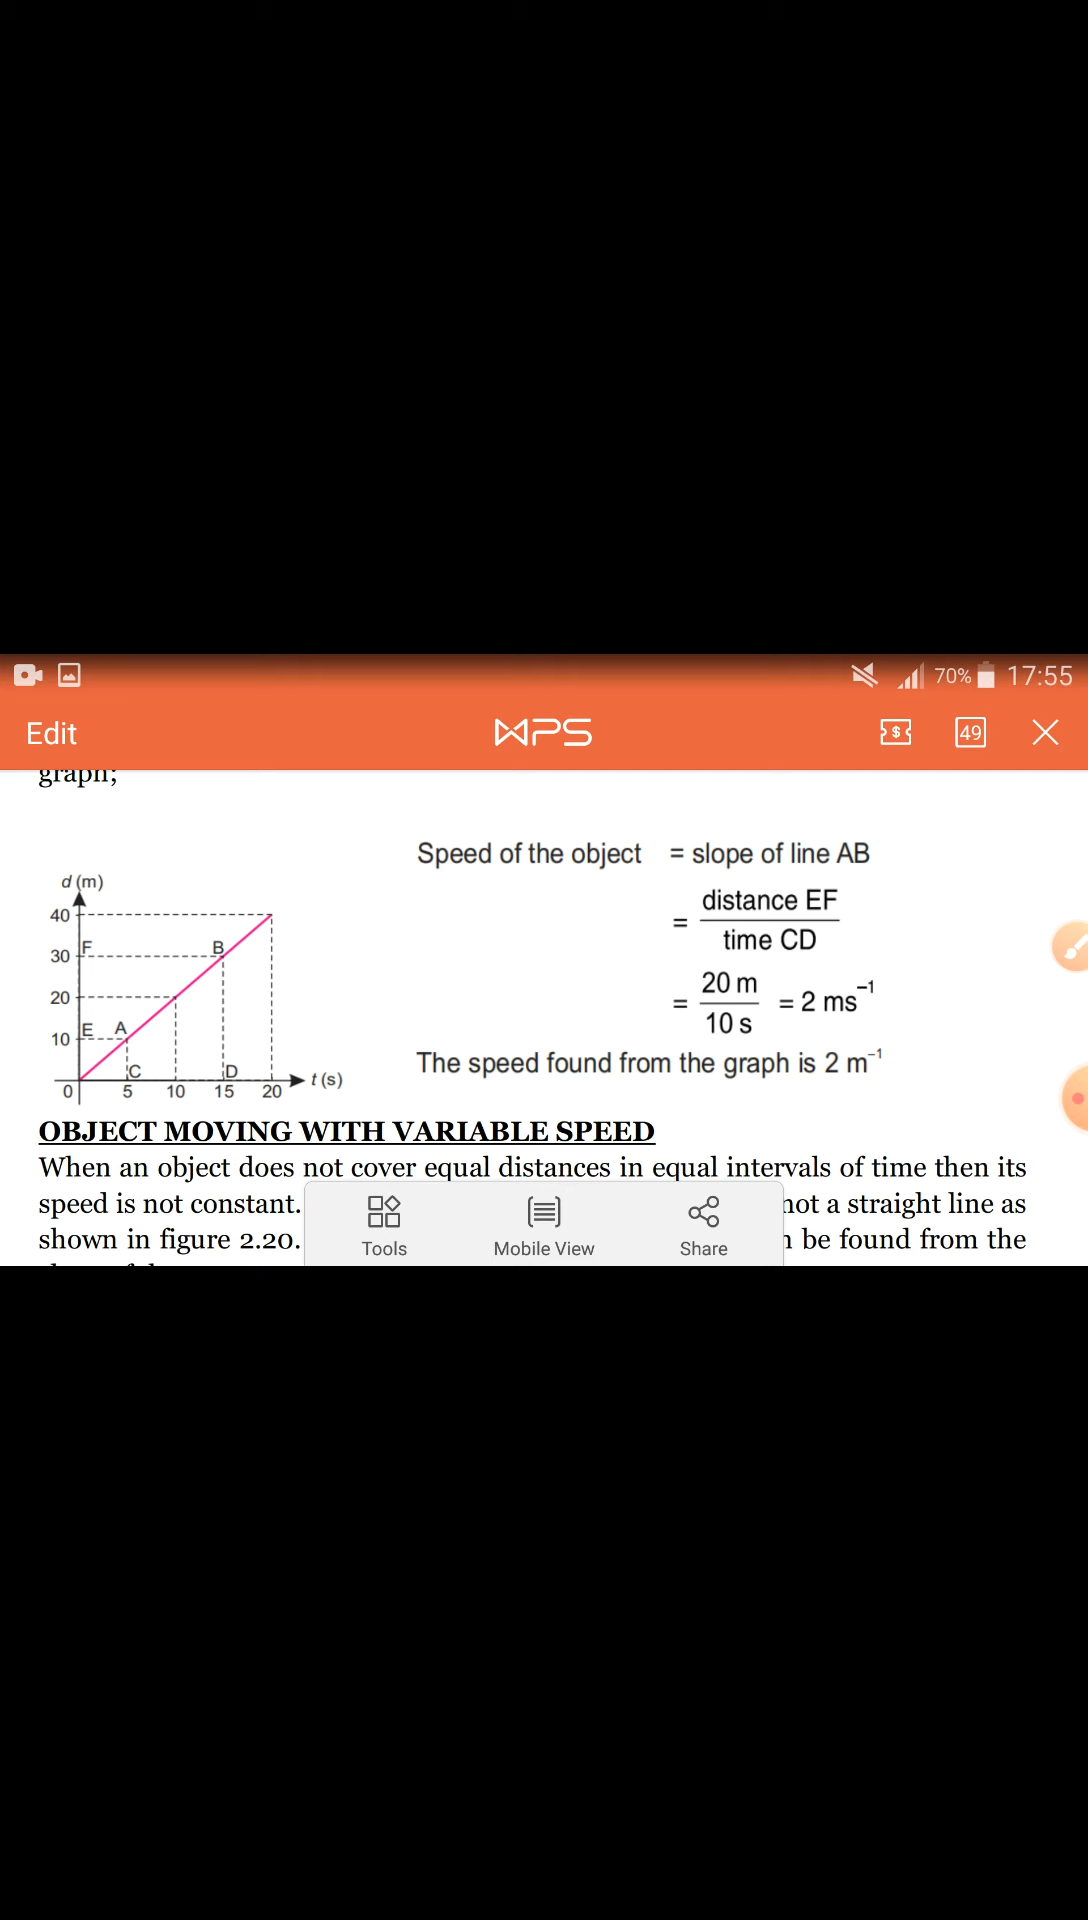 70% 17:55
Edit WPS $ 49
graph;
Speed of the object = slope of line AB
= distance EF
time CD
= 20 m
10 s
= 2 ms⁻¹
The speed found from the graph is 2 m⁻¹
d (m)
40
30 F B
20
10 E A
C D
0 5 10 15 20 t (s)
OBJECT MOVING WITH VARIABLE SPEED
When an object does not cover equal distances in equal intervals of time then its
speed is not constant. not a straight line as
shown in figure 2.20. be found from the
Tools Mobile View Share